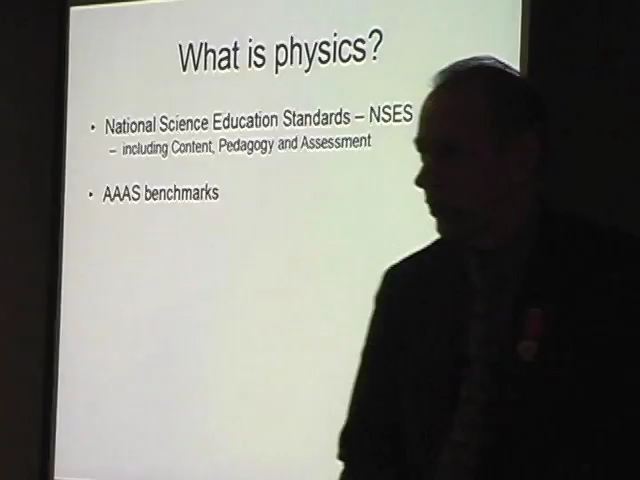 What is physics?
• National Science Education Standards – NSES
– including Content, Pedagogy and Assessment
• AAAS benchmarks